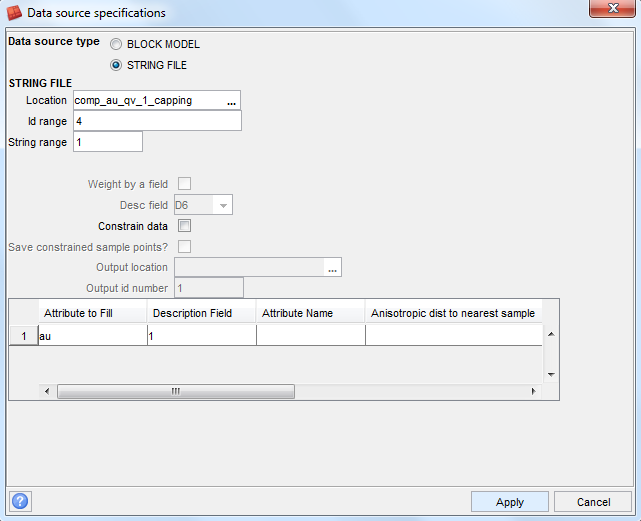 Data source specifications
Data source type
BLOCK MODEL
STRING FILE
STRING FILE
Location comp_au_qv_1_capping ...
Id range 4
String range 1
Weight by a field
Desc field D6
Constrain data
Save constrained sample points?
Output location ...
Output id number 1
Attribute to Fill Description Field Attribute Name Anisotropic dist to nearest sample
1 au 1
? Apply Cancel